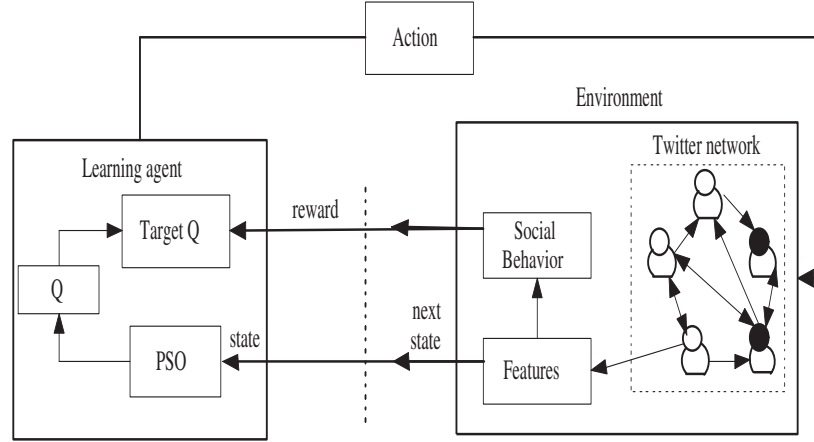 Action
Environment
Learning agent
Twitter network
reward
Target Q
Social
Behavior
Q
next
state
state
PSO
Features